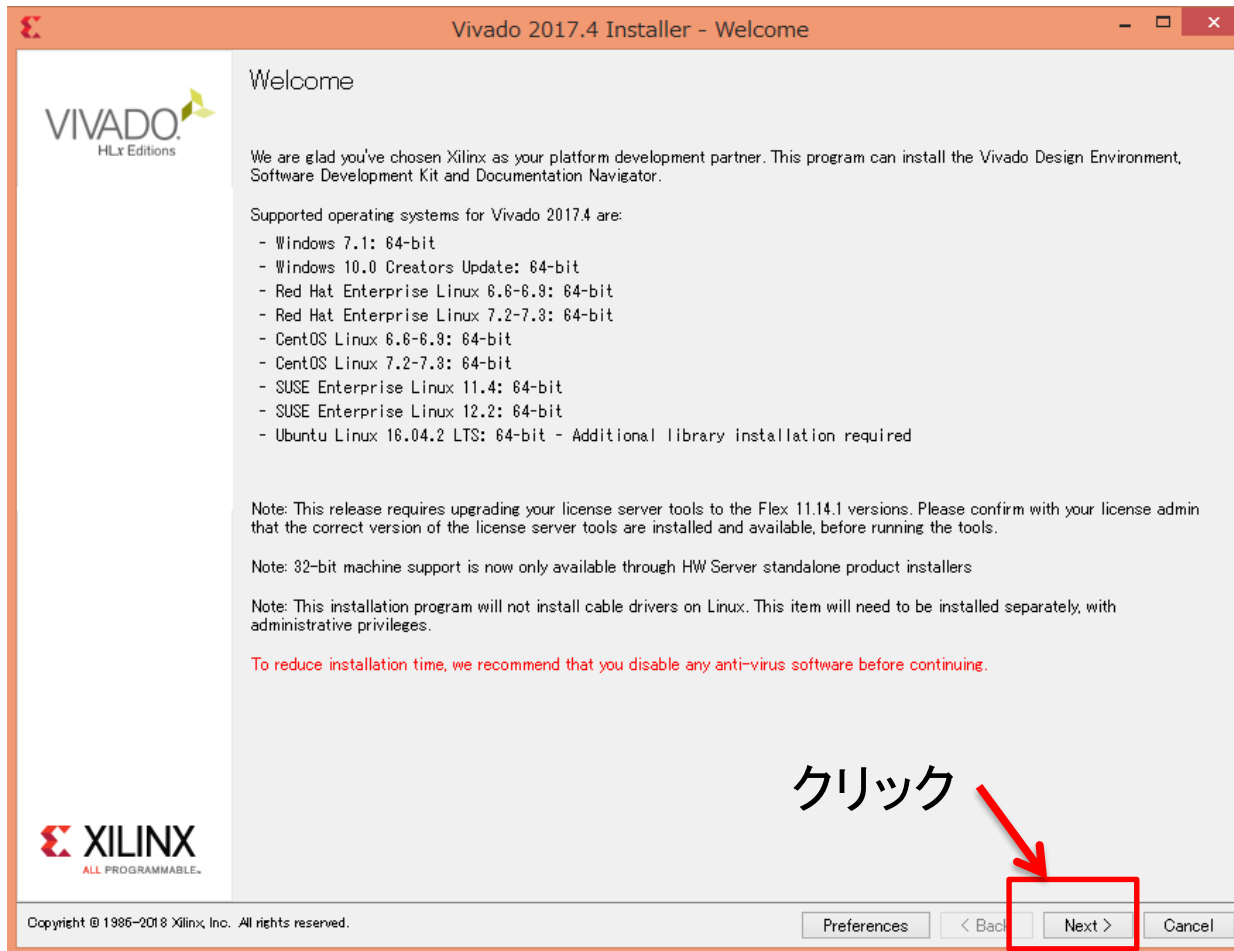 Vivado 2017.4 Installer - Welcome
VIVADO.
HLx Editions
Welcome
We are glad you've chosen Xilinx as your platform development partner. This program can install the Vivado Design Environment,
Software Development Kit and Documentation Navigator.
Supported operating systems for Vivado 2017.4 are:
- Windows 7.1: 64-bit
- Windows 10.0 Creators Update: 64-bit
- Red Hat Enterprise Linux 6.6-6.9: 64-bit
- Red Hat Enterprise Linux 7.2-7.3: 64-bit
- CentOS Linux 6.6-6.9: 64-bit
- CentOS Linux 7.2-7.3: 64-bit
- SUSE Enterprise Linux 11.4: 64-bit
- SUSE Enterprise Linux 12.2: 64-bit
- Ubuntu Linux 16.04.2 LTS: 64-bit - Additional library installation required
Note: This release requires upgrading your license server tools to the Flex 11.14.1 versions. Please confirm with your license admin
that the correct version of the license server tools are installed and available, before running the tools.
Note: 32-bit machine support is now only available through HW Server standalone product installers
Note: This installation program will not install cable drivers on Linux. This item will need to be installed separately, with
administrative privileges.
To reduce installation time, we recommend that you disable any anti-virus software before continuing.
クリック
XILINX
ALL PROGRAMMABLE™
Copyright © 1986-2018 Xilinx, Inc. All rights reserved.
Preferences
< Back
Next >
Cancel